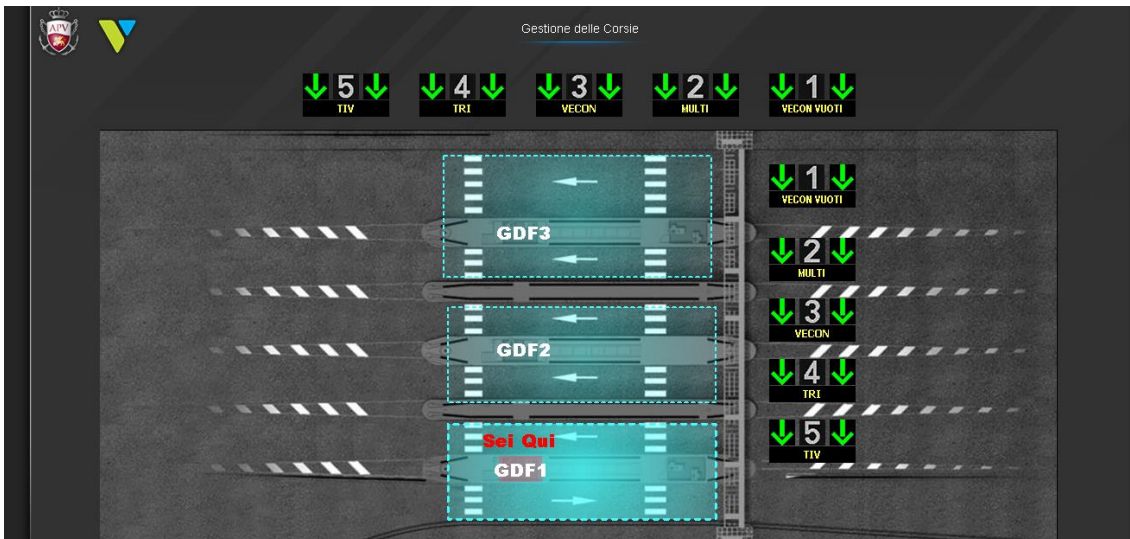 APV
Gestione delle Corsie
5
TIV
4
TRI
3
VECON
2
MULTI
1
VECON VUOTI
1
VECON VUOTI
GDF3
2
MULTI
3
VECON
GDF2
4
TRI
5
TIV
Sei Qui
GDF1